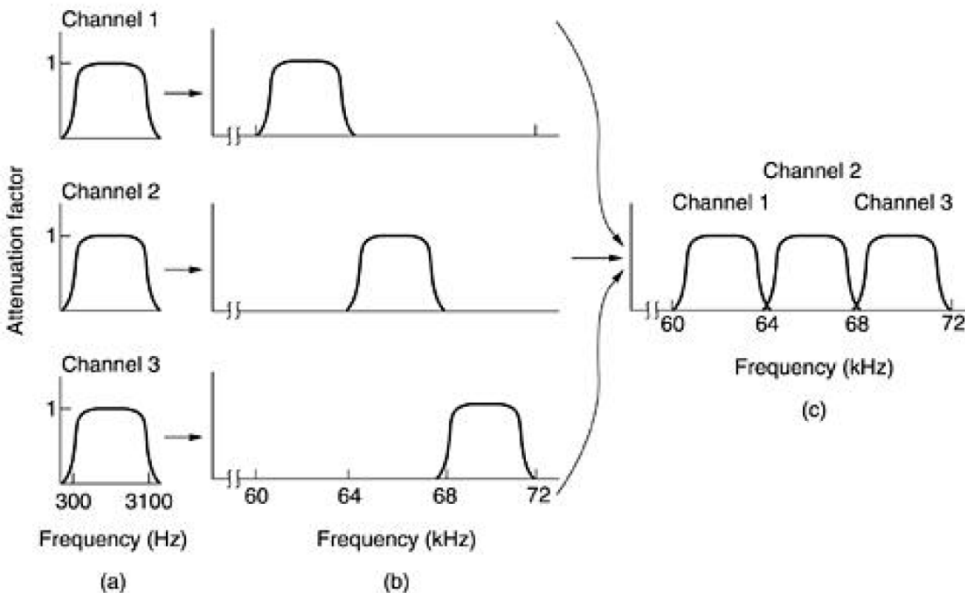 Channel 1
1
Attenuation factor
Channel 2
1
Channel 3
1
300 3100
Frequency (Hz)
(a)
60 64 68 72
Frequency (kHz)
(b)
Channel 2
Channel 1 Channel 3
60 64 68 72
Frequency (kHz)
(c)